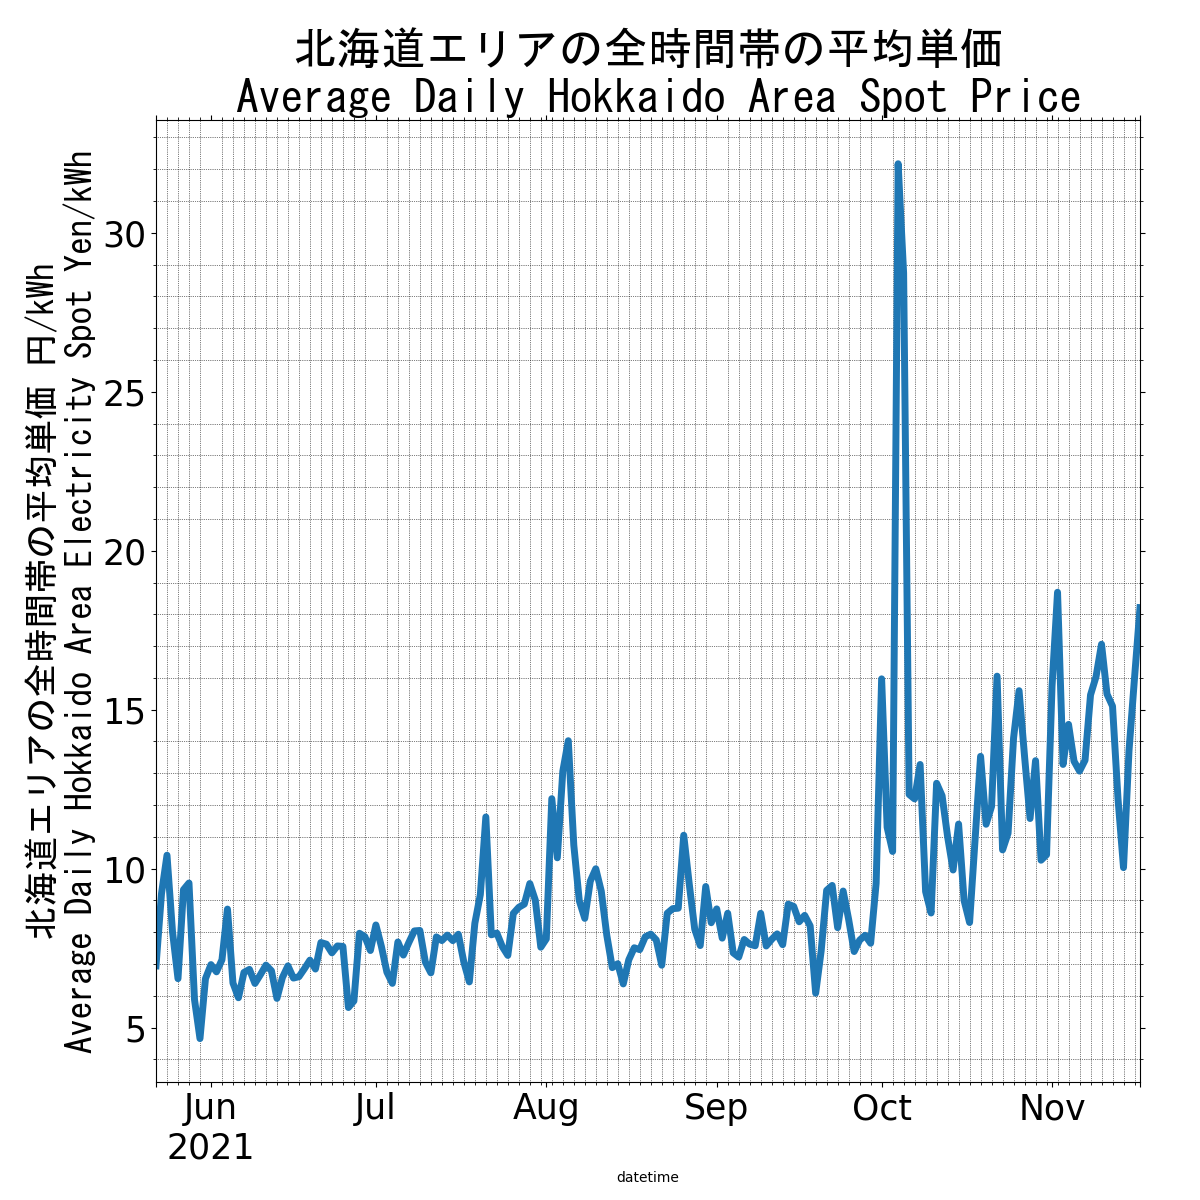 北海道エリアの全時間帯の平均単価
Average Daily Hokkaido Area Spot Price
北海道エリアの全時間帯の平均単価 円/kWh
Average Daily Hokkaido Area Electricity Spot Yen/kWh
30
25
20
15
10
5
Jun
2021
Jul
Aug
Sep
Oct
Nov
datetime